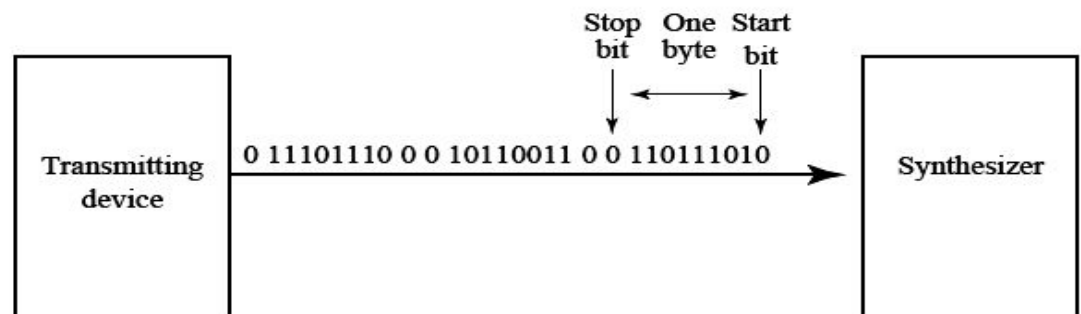 Stop One Start
bit byte bit
Transmitting
device
0 11101110 0 0 10110011 0 0 110111010
Synthesizer